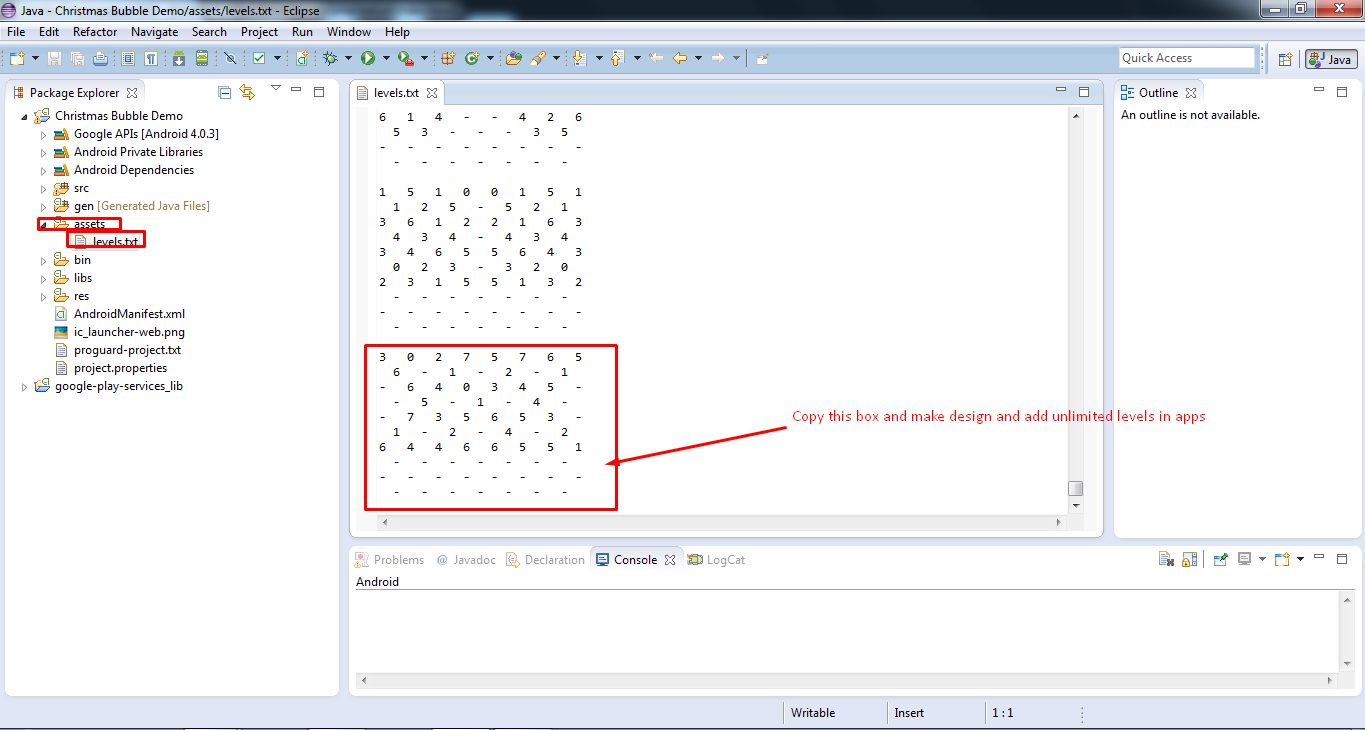 Java - Christmas Bubble Demo/assets/levels.txt - Eclipse
File Edit Refactor Navigate Search Project Run Window Help
Quick Access
Java
Package Explorer
Christmas Bubble Demo
Google APIs [Android 4.0.3]
Android Private Libraries
Android Dependencies
src
gen [Generated Java Files]
assets
levels.txt
bin
libs
res
AndroidManifest.xml
ic_launcher-web.png
proguard-project.txt
project.properties
google-play-services_lib
levels.txt
6 1 4 - - 4 2 6
5 3 - - - 3 5
- - - - - - - -
- - - - - - -
1 5 1 0 0 1 5 1
1 2 5 - 5 2 1
3 6 1 2 2 1 6 3
4 3 4 - 4 3 4
3 4 6 5 5 6 4 3
0 2 3 - 3 2 0
2 3 1 5 5 1 3 2
- - - - - - -
- - - - - - - -
- - - - - - -
3 0 2 7 5 7 6 5
6 - 1 - 2 - 1
- 6 4 0 3 4 5 -
- 5 - 1 - 4 -
- 7 3 5 6 5 3 -
1 - 2 - 4 - 2
6 4 4 6 6 5 5 1
- - - - - - -
- - - - - - - -
- - - - - - -
Copy this box and make design and add unlimited levels in apps
Outline
An outline is not available.
Problems @ Javadoc Declaration Console LogCat
Android
Writable Insert 1 : 1